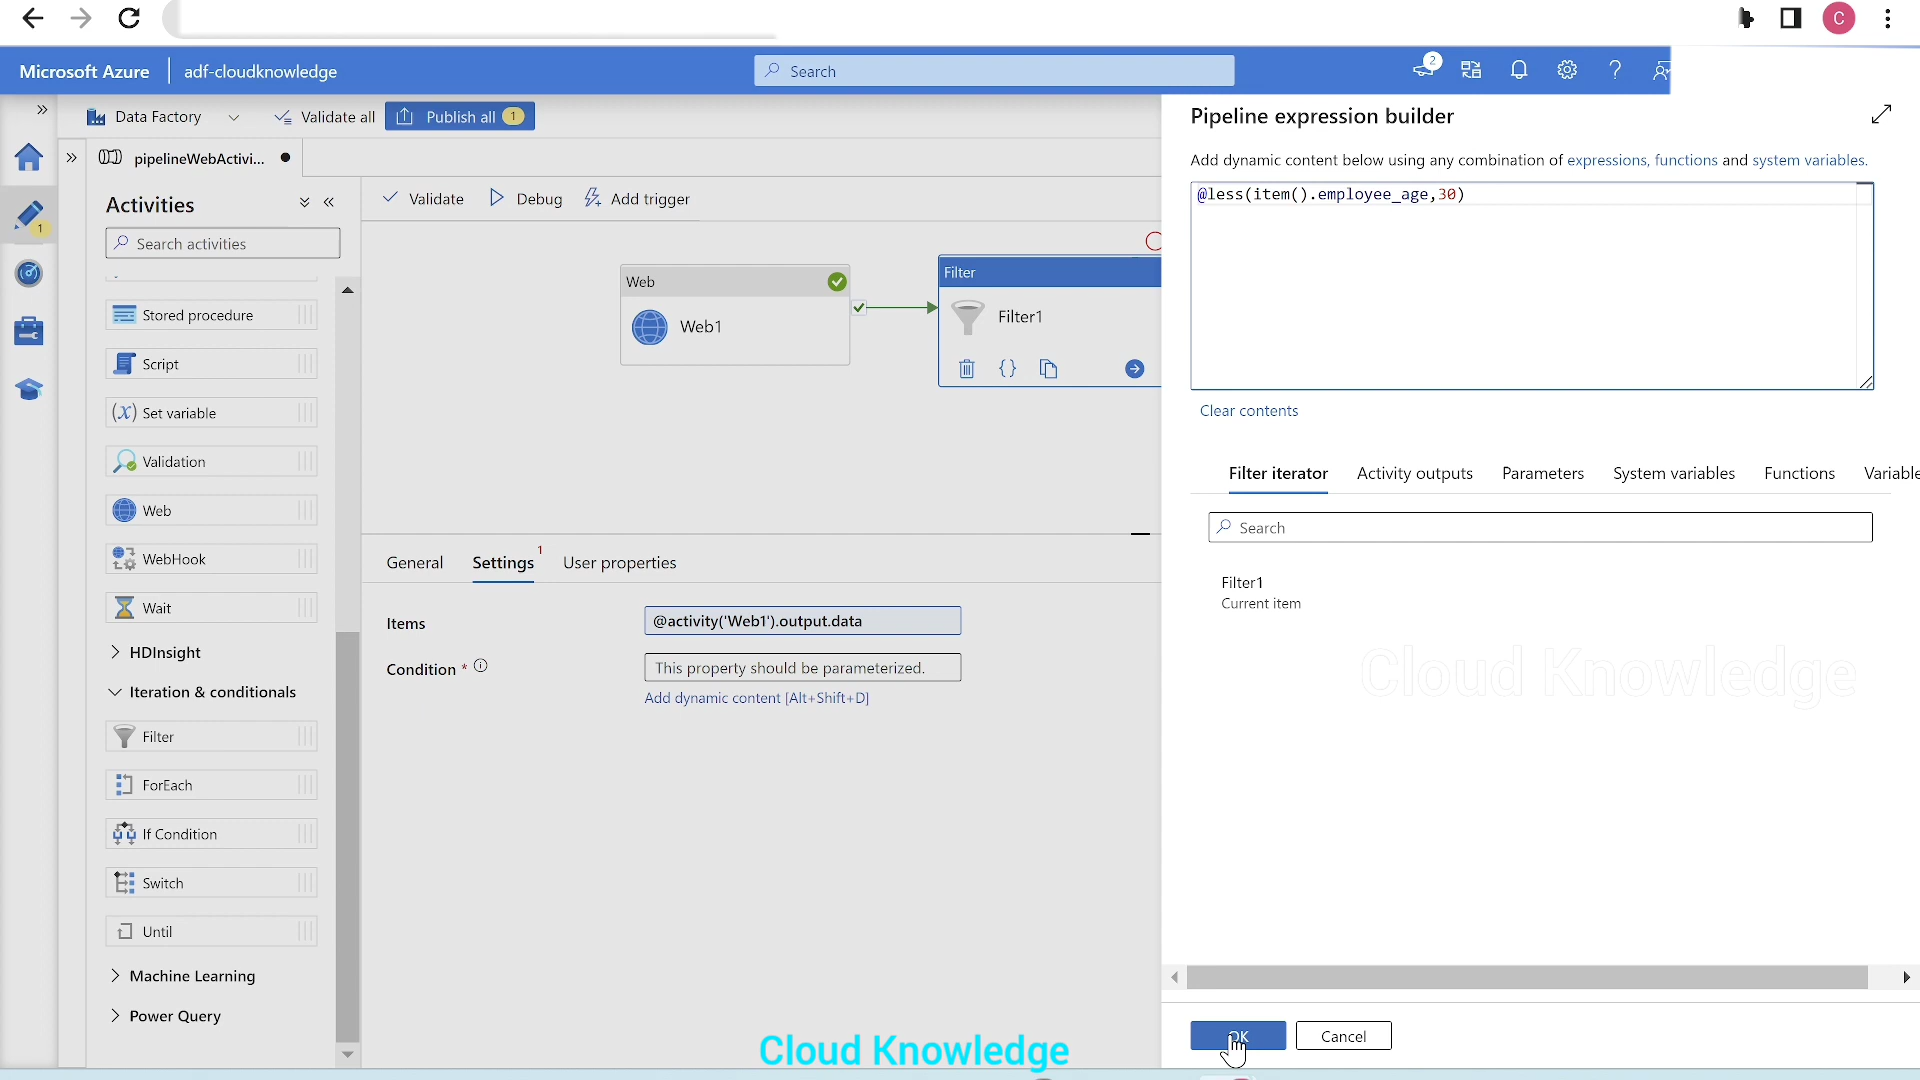 C
Microsoft Azure
adf-cloudknowledge
Search
2
Data Factory
Validate all
Publish all
1
pipelineWebActivi...
Activities
Search activities
1
Stored procedure
Script
(x) Set variable
Validation
Web
WebHook
Wait
HDInsight
Iteration & conditionals
Filter
ForEach
If Condition
Switch
Until
Machine Learning
Power Query
Validate
Debug
Add trigger
Web
Web1
Filter
Filter1
{}
General
Settings
1
User properties
Items
@activity('Web1').output.data
Condition *
This property should be parameterized.
Add dynamic content [Alt+Shift+D]
Pipeline expression builder
Add dynamic content below using any combination of expressions, functions and system variables.
@less(item().employee_age,30)
Clear contents
Filter iterator
Activity outputs
Parameters
System variables
Functions
Variable
Search
Filter1
Current item
Cloud Knowledge
OK
Cancel
Cloud Knowledge